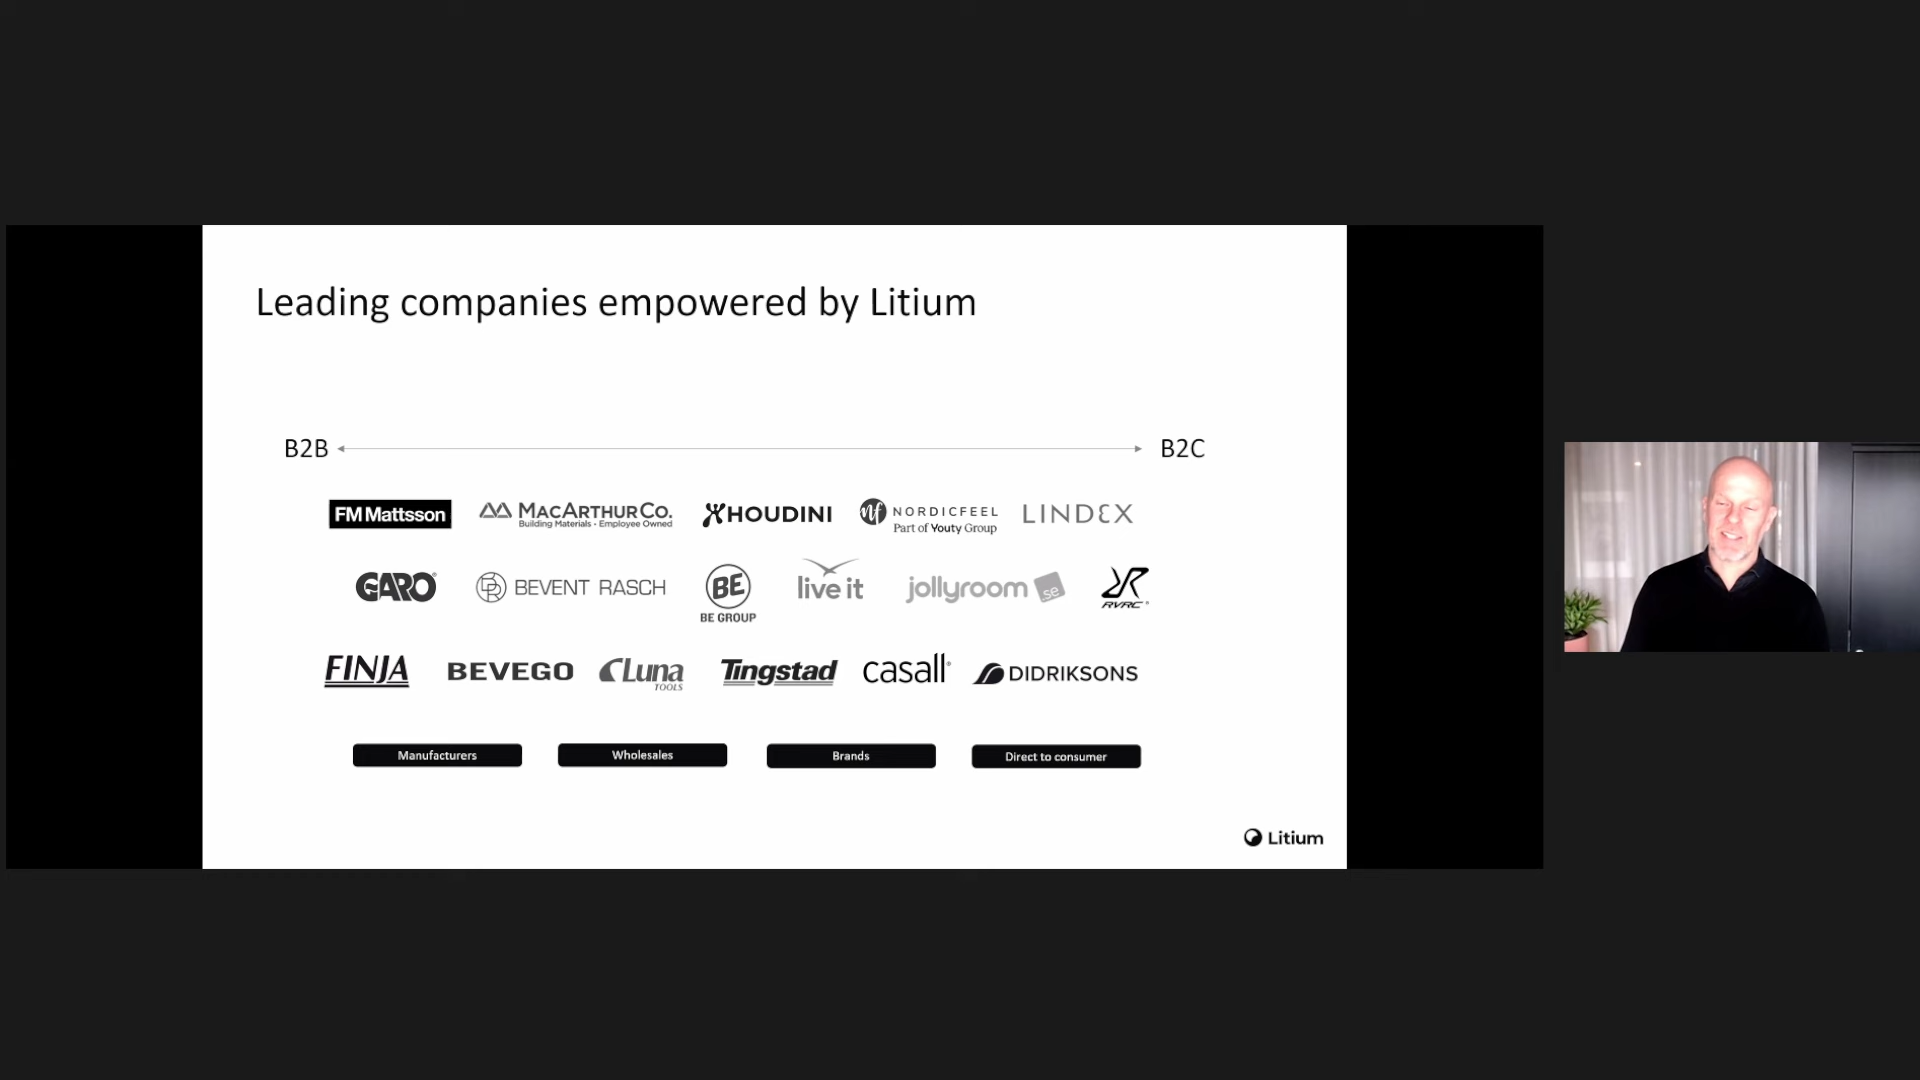 Leading companies empowered by Litium
B2B
B2C
FM Mattsson
MACARTHUR CO.
Building Materials • Employee Owned
HOUDINI
nf NORDICFEEL
Part of Youty Group
LINDEX
GARO
BR BEVENT RASCH
BE
BE GROUP
live it
jollyroom .se
RVRC
FINJA
BEVEGO
Luna
TOOLS
Tingstad
casall
DIDRIKSONS
Manufacturers
Wholesales
Brands
Direct to consumer
Litium